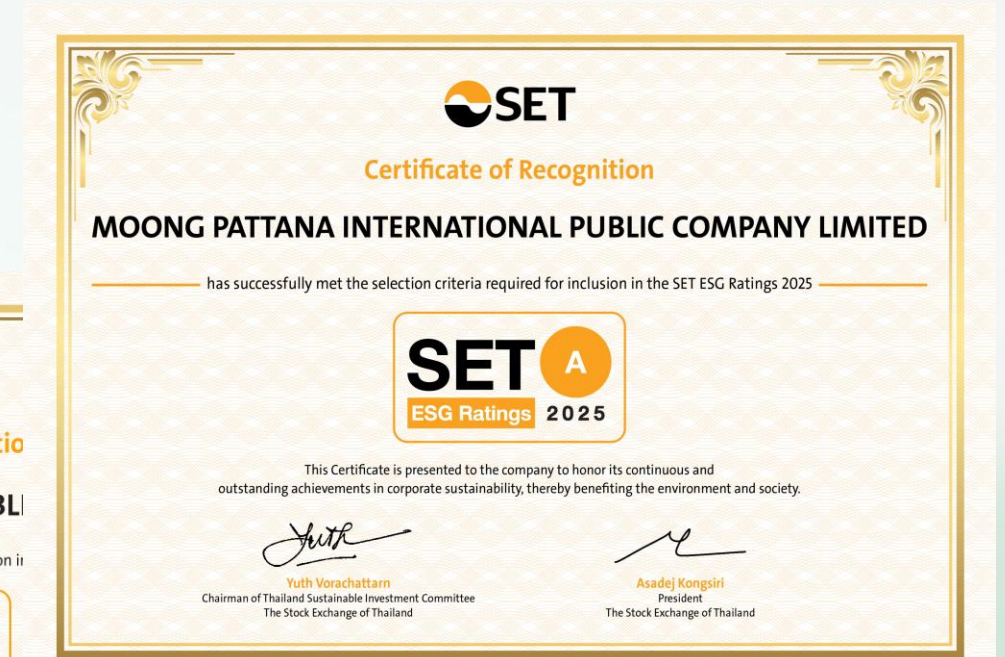 SET
Certificate of Recognition
MOONG PATTANA INTERNATIONAL PUBLIC COMPANY LIMITED
has successfully met the selection criteria required for inclusion in the SET ESG Ratings 2025
SET A
ESG Ratings 2025
This Certificate is presented to the company to honor its continuous and
outstanding achievements in corporate sustainability, thereby benefiting the environment and society.
Yuth
Yuth Vorachattarn
Chairman of Thailand Sustainable Investment Committee
The Stock Exchange of Thailand
Asadej Kongsiri
President
The Stock Exchange of Thailand